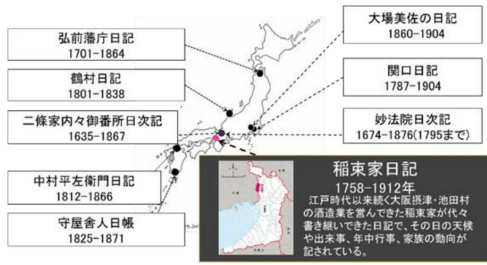 弘前藩庁日記
1701-1864
鶴村日記
1801-1838
二條家内々御番所日次記
1635-1867
中村平左衛門日記
1812-1866
守屋舎人日帳
1825-1871
大場美佐の日記
1860-1904
関口日記
1787-1904
妙法院日次記
1674-1876(1795まで)
稲束家日記
1758-1912年
江戸時代以来続く大阪摂津・池田村
の酒造業を営んできた稲束家が代々
書き継いできた日記で、その日の天候
や出来事、年中行事、家族の動向が
記されている。